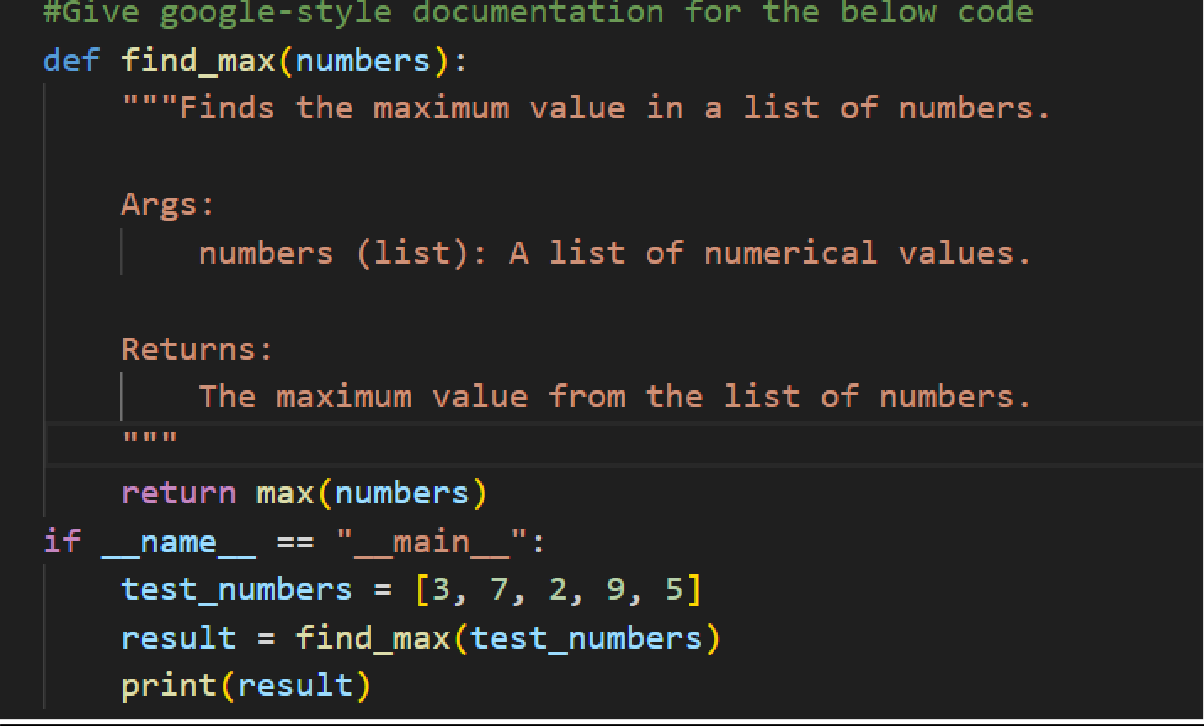 #Give google-style documentation for the below code
def find_max(numbers):
    """Finds the maximum value in a list of numbers.
    Args:
        numbers (list): A list of numerical values.
    Returns:
        The maximum value from the list of numbers.
    """
    return max(numbers)
if __name__ == "__main__":
    test_numbers = [3, 7, 2, 9, 5]
    result = find_max(test_numbers)
    print(result)